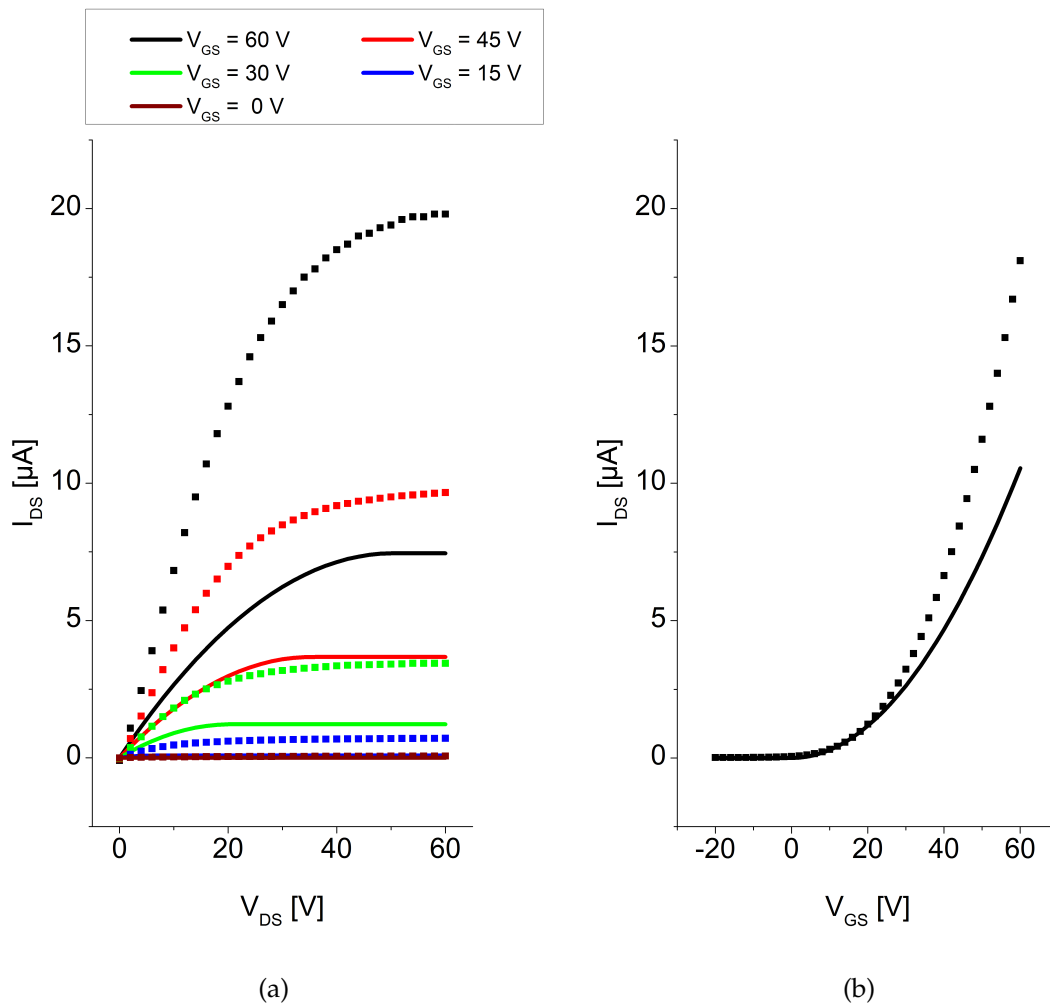 V_GS = 60 V V_GS = 45 V
V_GS = 30 V V_GS = 15 V
V_GS = 0 V
20
15
10
5
0
I_DS [µA]
0 20 40 60
V_DS [V]
(a)
20
15
10
5
0
I_DS [µA]
-20 0 20 40 60
V_GS [V]
(b)